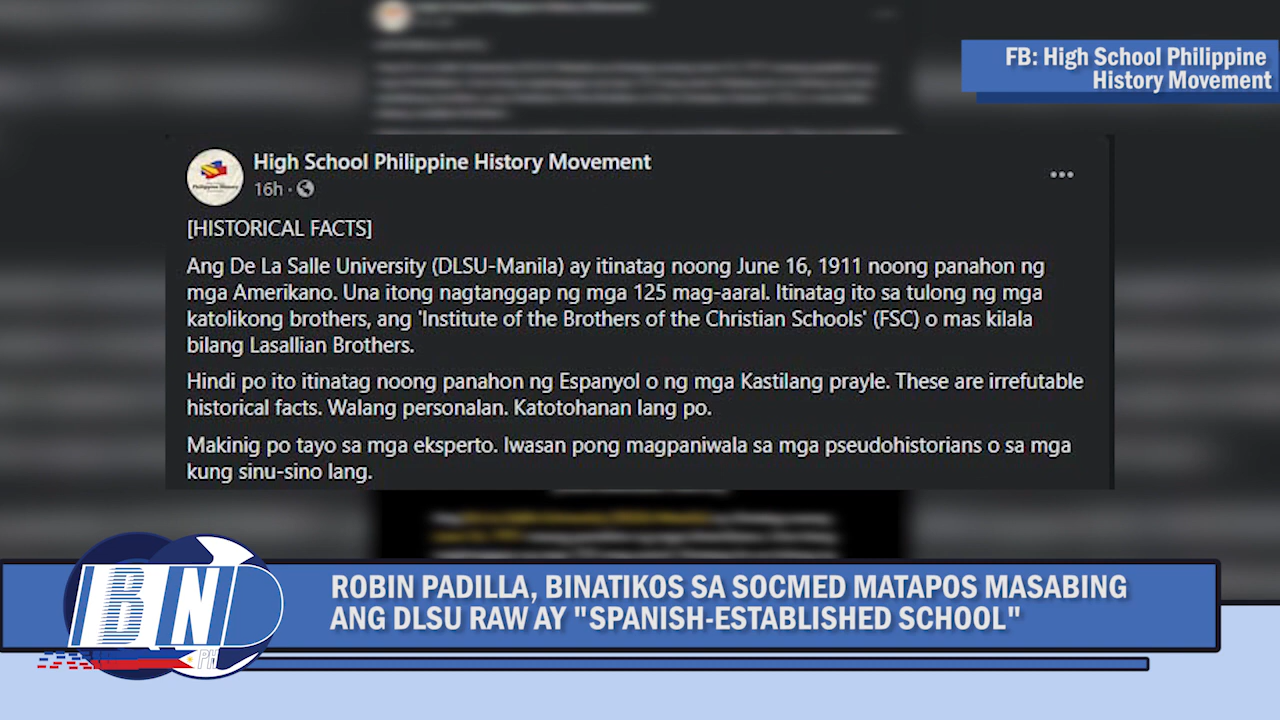 FB: High School Philippine
History Movement
High School Philippine History Movement
16h ·
[HISTORICAL FACTS]
Ang De La Salle University (DLSU-Manila) ay itinatag noong June 16, 1911 noong panahon ng
mga Amerikano. Una itong nagtanggap ng mga 125 mag-aaral. Itinatag ito sa tulong ng mga
katolikong brothers, ang 'Institute of the Brothers of the Christian Schools' (FSC) o mas kilala
bilang Lasallian Brothers.
Hindi po ito itinatag noong panahon ng Espanyol o ng mga Kastilang prayle. These are irrefutable
historical facts. Walang personalan. Katotohanan lang po.
Makinig po tayo sa mga eksperto. Iwasan pong magpaniwala sa mga pseudohistorians o sa mga
kung sinu-sino lang.
ROBIN PADILLA, BINATIKOS SA SOCMED MATAPOS MASABING
ANG DLSU RAW AY "SPANISH-ESTABLISHED SCHOOL"
BN
PH